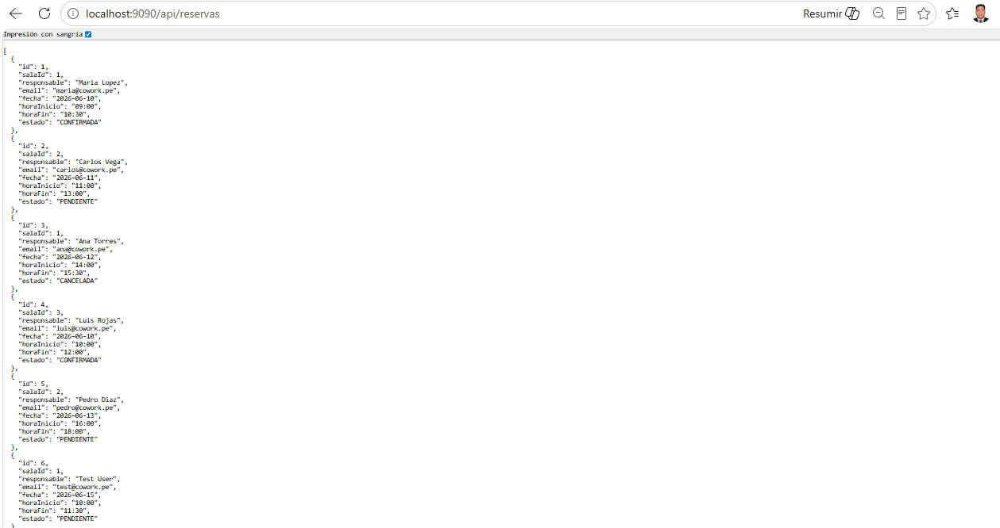 localhost:9090/api/reservas
Resumir
Impresión con sangría
[
  {
    "id": 1,
    "salaId": 1,
    "responsable": "Maria Lopez",
    "email": "maria@cowork.pe",
    "fecha": "2026-06-10",
    "horaInicio": "09:00",
    "horaFin": "10:30",
    "estado": "CONFIRMADA"
  },
  {
    "id": 2,
    "salaId": 2,
    "responsable": "Carlos Vega",
    "email": "carlos@cowork.pe",
    "fecha": "2026-06-11",
    "horaInicio": "11:00",
    "horaFin": "13:00",
    "estado": "PENDIENTE"
  },
  {
    "id": 3,
    "salaId": 1,
    "responsable": "Ana Torres",
    "email": "ana@cowork.pe",
    "fecha": "2026-06-12",
    "horaInicio": "14:00",
    "horaFin": "15:30",
    "estado": "CANCELADA"
  },
  {
    "id": 4,
    "salaId": 3,
    "responsable": "Luis Rojas",
    "email": "luis@cowork.pe",
    "fecha": "2026-06-10",
    "horaInicio": "10:00",
    "horaFin": "12:00",
    "estado": "CONFIRMADA"
  },
  {
    "id": 5,
    "salaId": 2,
    "responsable": "Pedro Diaz",
    "email": "pedro@cowork.pe",
    "fecha": "2026-06-13",
    "horaInicio": "16:00",
    "horaFin": "18:00",
    "estado": "PENDIENTE"
  },
  {
    "id": 6,
    "salaId": 1,
    "responsable": "Test User",
    "email": "test@cowork.pe",
    "fecha": "2026-06-15",
    "horaInicio": "10:00",
    "horaFin": "11:30",
    "estado": "PENDIENTE"
  }